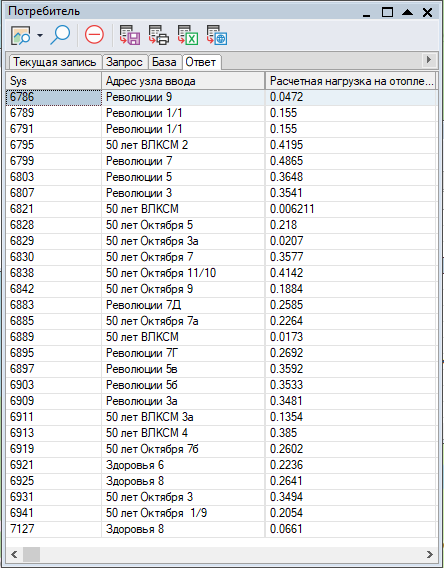 Потребитель
Текущая запись Запрос База Ответ
Sys Адрес узла ввода Расчетная нагрузка на отопле...
6786 Революции 9 0.0472
6789 Революции 1/1 0.155
6791 Революции 1/1 0.155
6795 50 лет ВЛКСМ 2 0.4195
6799 Революции 7 0.4865
6803 Революции 5 0.3648
6807 Революции 3 0.3541
6821 50 лет ВЛКСМ 0.006211
6828 50 лет Октября 5 0.218
6829 50 лет Октября 3а 0.0207
6830 50 лет Октября 7 0.3577
6838 50 лет Октября 11/10 0.4142
6842 50 лет Октября 9 0.1884
6883 Революции 7Д 0.2585
6885 50 лет Октября 7а 0.2264
6889 50 лет ВЛКСМ 0.0173
6895 Революции 7Г 0.2692
6897 Революции 5в 0.3592
6903 Революции 5б 0.3533
6909 Революции 3а 0.3481
6911 50 лет ВЛКСМ 3а 0.1354
6913 50 лет ВЛКСМ 4 0.385
6919 50 лет Октября 7б 0.2602
6921 Здоровья 6 0.2236
6925 Здоровья 8 0.2641
6931 50 лет Октября 3 0.3494
6941 50 лет Октября  1/9 0.2054
7127 Здоровья 8 0.0661